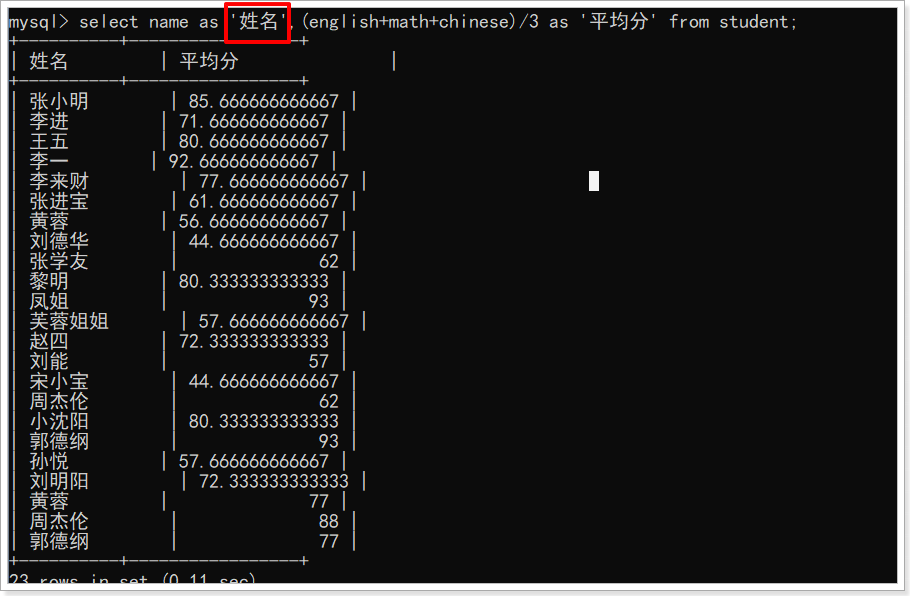 mysql> select name as '姓名',(english+math+chinese)/3 as '平均分' from student;
+----------+-----------------+
| 姓名 | 平均分 |
+----------+-----------------+
| 张小明 | 85.666666666667 |
| 李进 | 71.666666666667 |
| 王五 | 80.666666666667 |
| 李一 | 92.666666666667 |
| 李来财 | 77.666666666667 |
| 张进宝 | 61.666666666667 |
| 黄蓉 | 56.666666666667 |
| 刘德华 | 44.666666666667 |
| 张学友 | 62 |
| 黎明 | 80.333333333333 |
| 凤姐 | 93 |
| 芙蓉姐姐 | 57.666666666667 |
| 赵四 | 72.333333333333 |
| 刘能 | 57 |
| 宋小宝 | 44.666666666667 |
| 周杰伦 | 62 |
| 小沈阳 | 80.333333333333 |
| 郭德纲 | 93 |
| 孙悦 | 57.666666666667 |
| 刘明阳 | 72.333333333333 |
| 黄蓉 | 77 |
| 周杰伦 | 88 |
| 郭德纲 | 77 |
+----------+-----------------+
23 rows in set (0.11 sec)